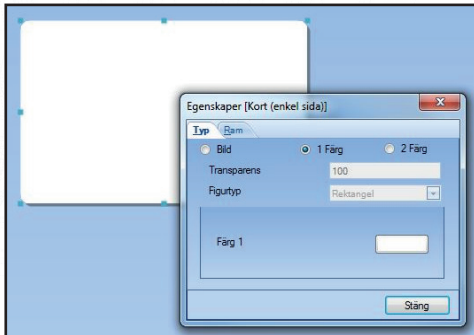 Egenskaper [Kort (enkel sida)]
Typ Ram
Bild 1 Färg 2 Färg
Transparens 100
Figurtyp Rektangel
Färg 1
Stäng